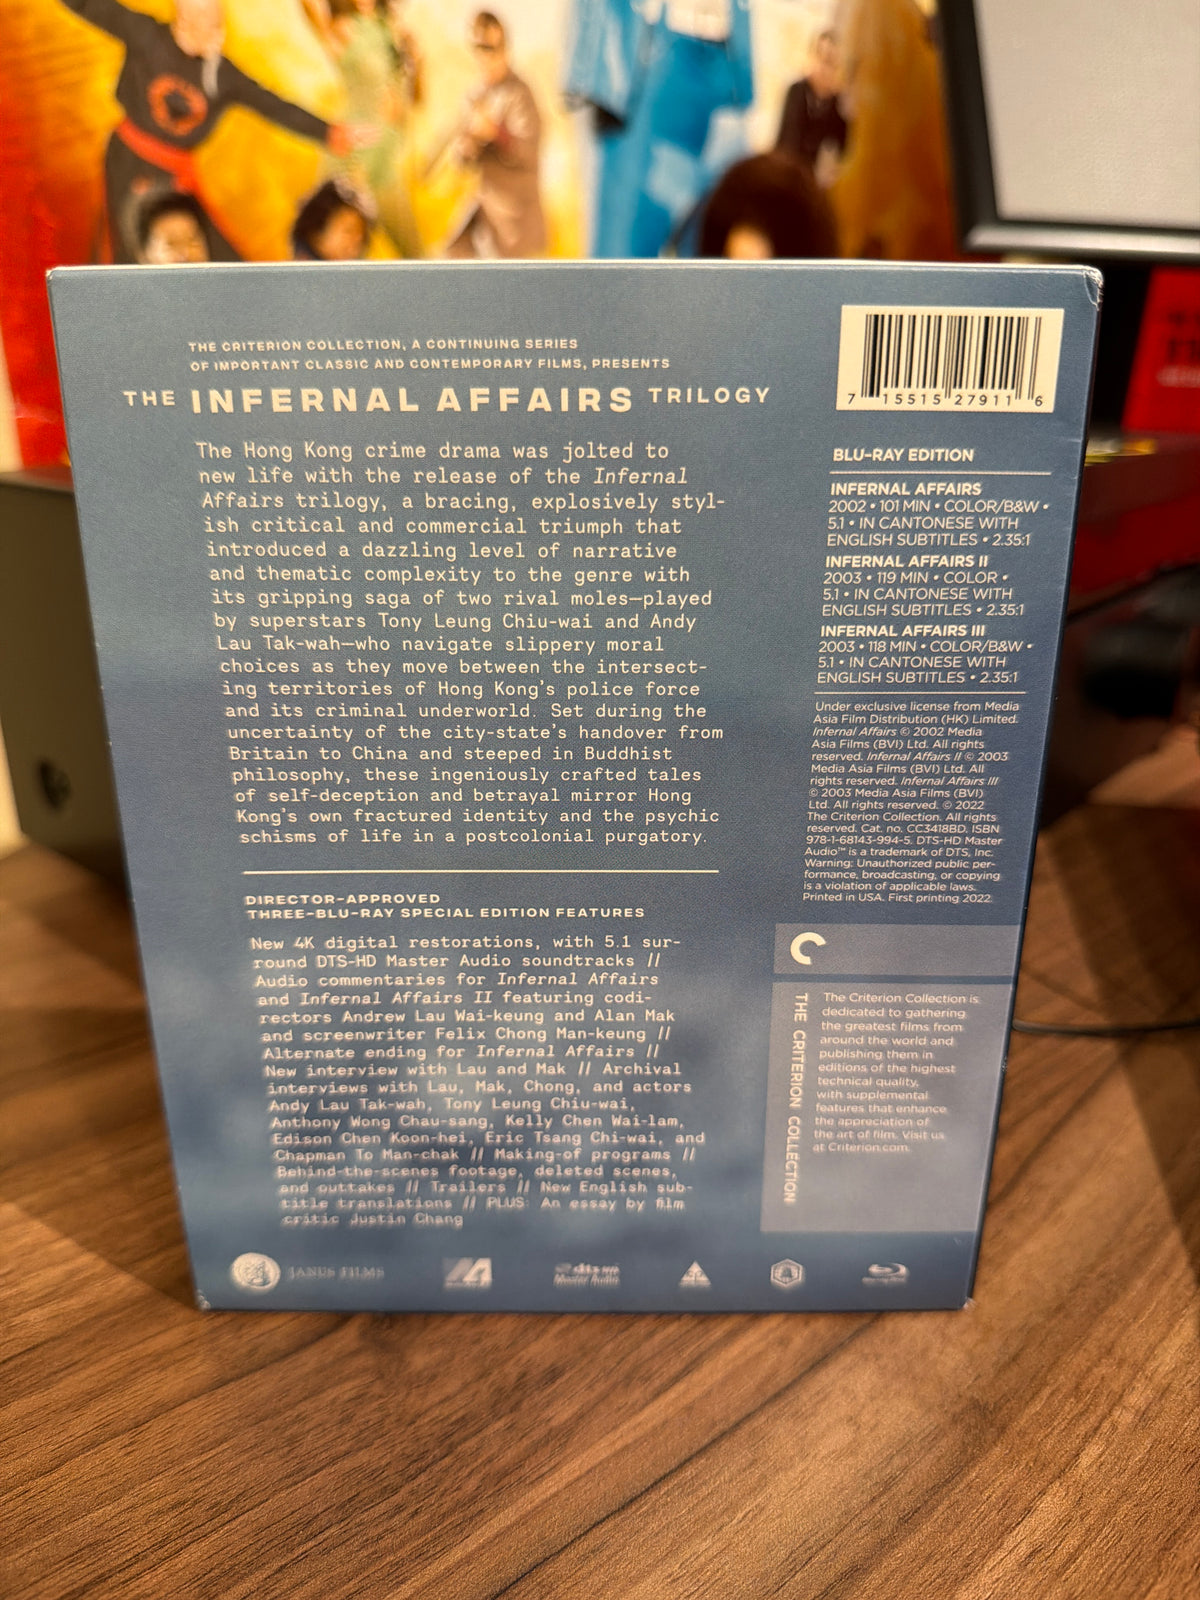 THE CRITERION COLLECTION, A CONTINUING SERIES
OF IMPORTANT CLASSIC AND CONTEMPORARY FILMS, PRESENTS
THE INFERNAL AFFAIRS TRILOGY
The Hong Kong crime drama was jolted to
new life with the release of the Infernal
Affairs trilogy, a bracing, explosively styl-
ish critical and commercial triumph that
introduced a dazzling level of narrative
and thematic complexity to the genre with
its gripping saga of two rival moles—played
by superstars Tony Leung Chiu-wai and Andy
Lau Tak-wah—who navigate slippery moral
choices as they move between the intersect-
ing territories of Hong Kong's police force
and its criminal underworld. Set during the
uncertainty of the city-state's handover from
Britain to China and steeped in Buddhist
philosophy, these ingeniously crafted tales
of self-deception and betrayal mirror Hong
Kong's own fractured identity and the psychic
schisms of life in a postcolonial purgatory.
DIRECTOR-APPROVED
THREE-BLU-RAY SPECIAL EDITION FEATURES
New 4K digital restorations, with 5.1 sur-
round DTS-HD Master Audio soundtracks //
Audio commentaries for Infernal Affairs
and Infernal Affairs II featuring codi-
rectors Andrew Lau Wai-keung and Alan Mak
and screenwriter Felix Chong Man-keung //
Alternate ending for Infernal Affairs //
New interview with Lau and Mak // Archival
interviews with Lau, Mak, Chong, and actors
Andy Lau Tak-wah, Tony Leung Chiu-wai,
Anthony Wong Chau-sang, Kelly Chen Wai-lam,
Edison Chen Koon-hei, Eric Tsang Chi-wai, and
Chapman To Man-chak // Making-of programs //
Behind-the-scenes footage, deleted scenes,
and outtakes // Trailers // New English sub-
title translations // PLUS: An essay by film
critic Justin Chang
JANUS FILMS
dts
Master Audio
7 15515 27911 6
BLU-RAY EDITION
INFERNAL AFFAIRS
2002 • 101 MIN • COLOR/B&W •
5.1 • IN CANTONESE WITH
ENGLISH SUBTITLES • 2.35:1
INFERNAL AFFAIRS II
2003 • 119 MIN • COLOR •
5.1 • IN CANTONESE WITH
ENGLISH SUBTITLES • 2.35:1
INFERNAL AFFAIRS III
2003 • 118 MIN • COLOR/B&W •
5.1 • IN CANTONESE WITH
ENGLISH SUBTITLES • 2.35:1
Under exclusive license from Media
Asia Film Distribution (HK) Limited.
Infernal Affairs © 2002 Media
Asia Films (BVI) Ltd. All rights
reserved. Infernal Affairs II © 2003
Media Asia Films (BVI) Ltd. All
rights reserved. Infernal Affairs III
© 2003 Media Asia Films (BVI)
Ltd. All rights reserved. © 2022
The Criterion Collection. All rights
reserved. Cat. no. CC3418BD. ISBN
978-1-68143-994-5. DTS-HD Master
Audio™ is a trademark of DTS, Inc.
Warning: Unauthorized public per-
formance, broadcasting, or copying
is a violation of applicable laws.
Printed in USA. First printing 2022.
THE CRITERION COLLECTION
The Criterion Collection is
dedicated to gathering
the greatest films from
around the world and
publishing them in
editions of the highest
technical quality,
with supplemental
features that enhance
the appreciation of
the art of film. Visit us
at Criterion.com.